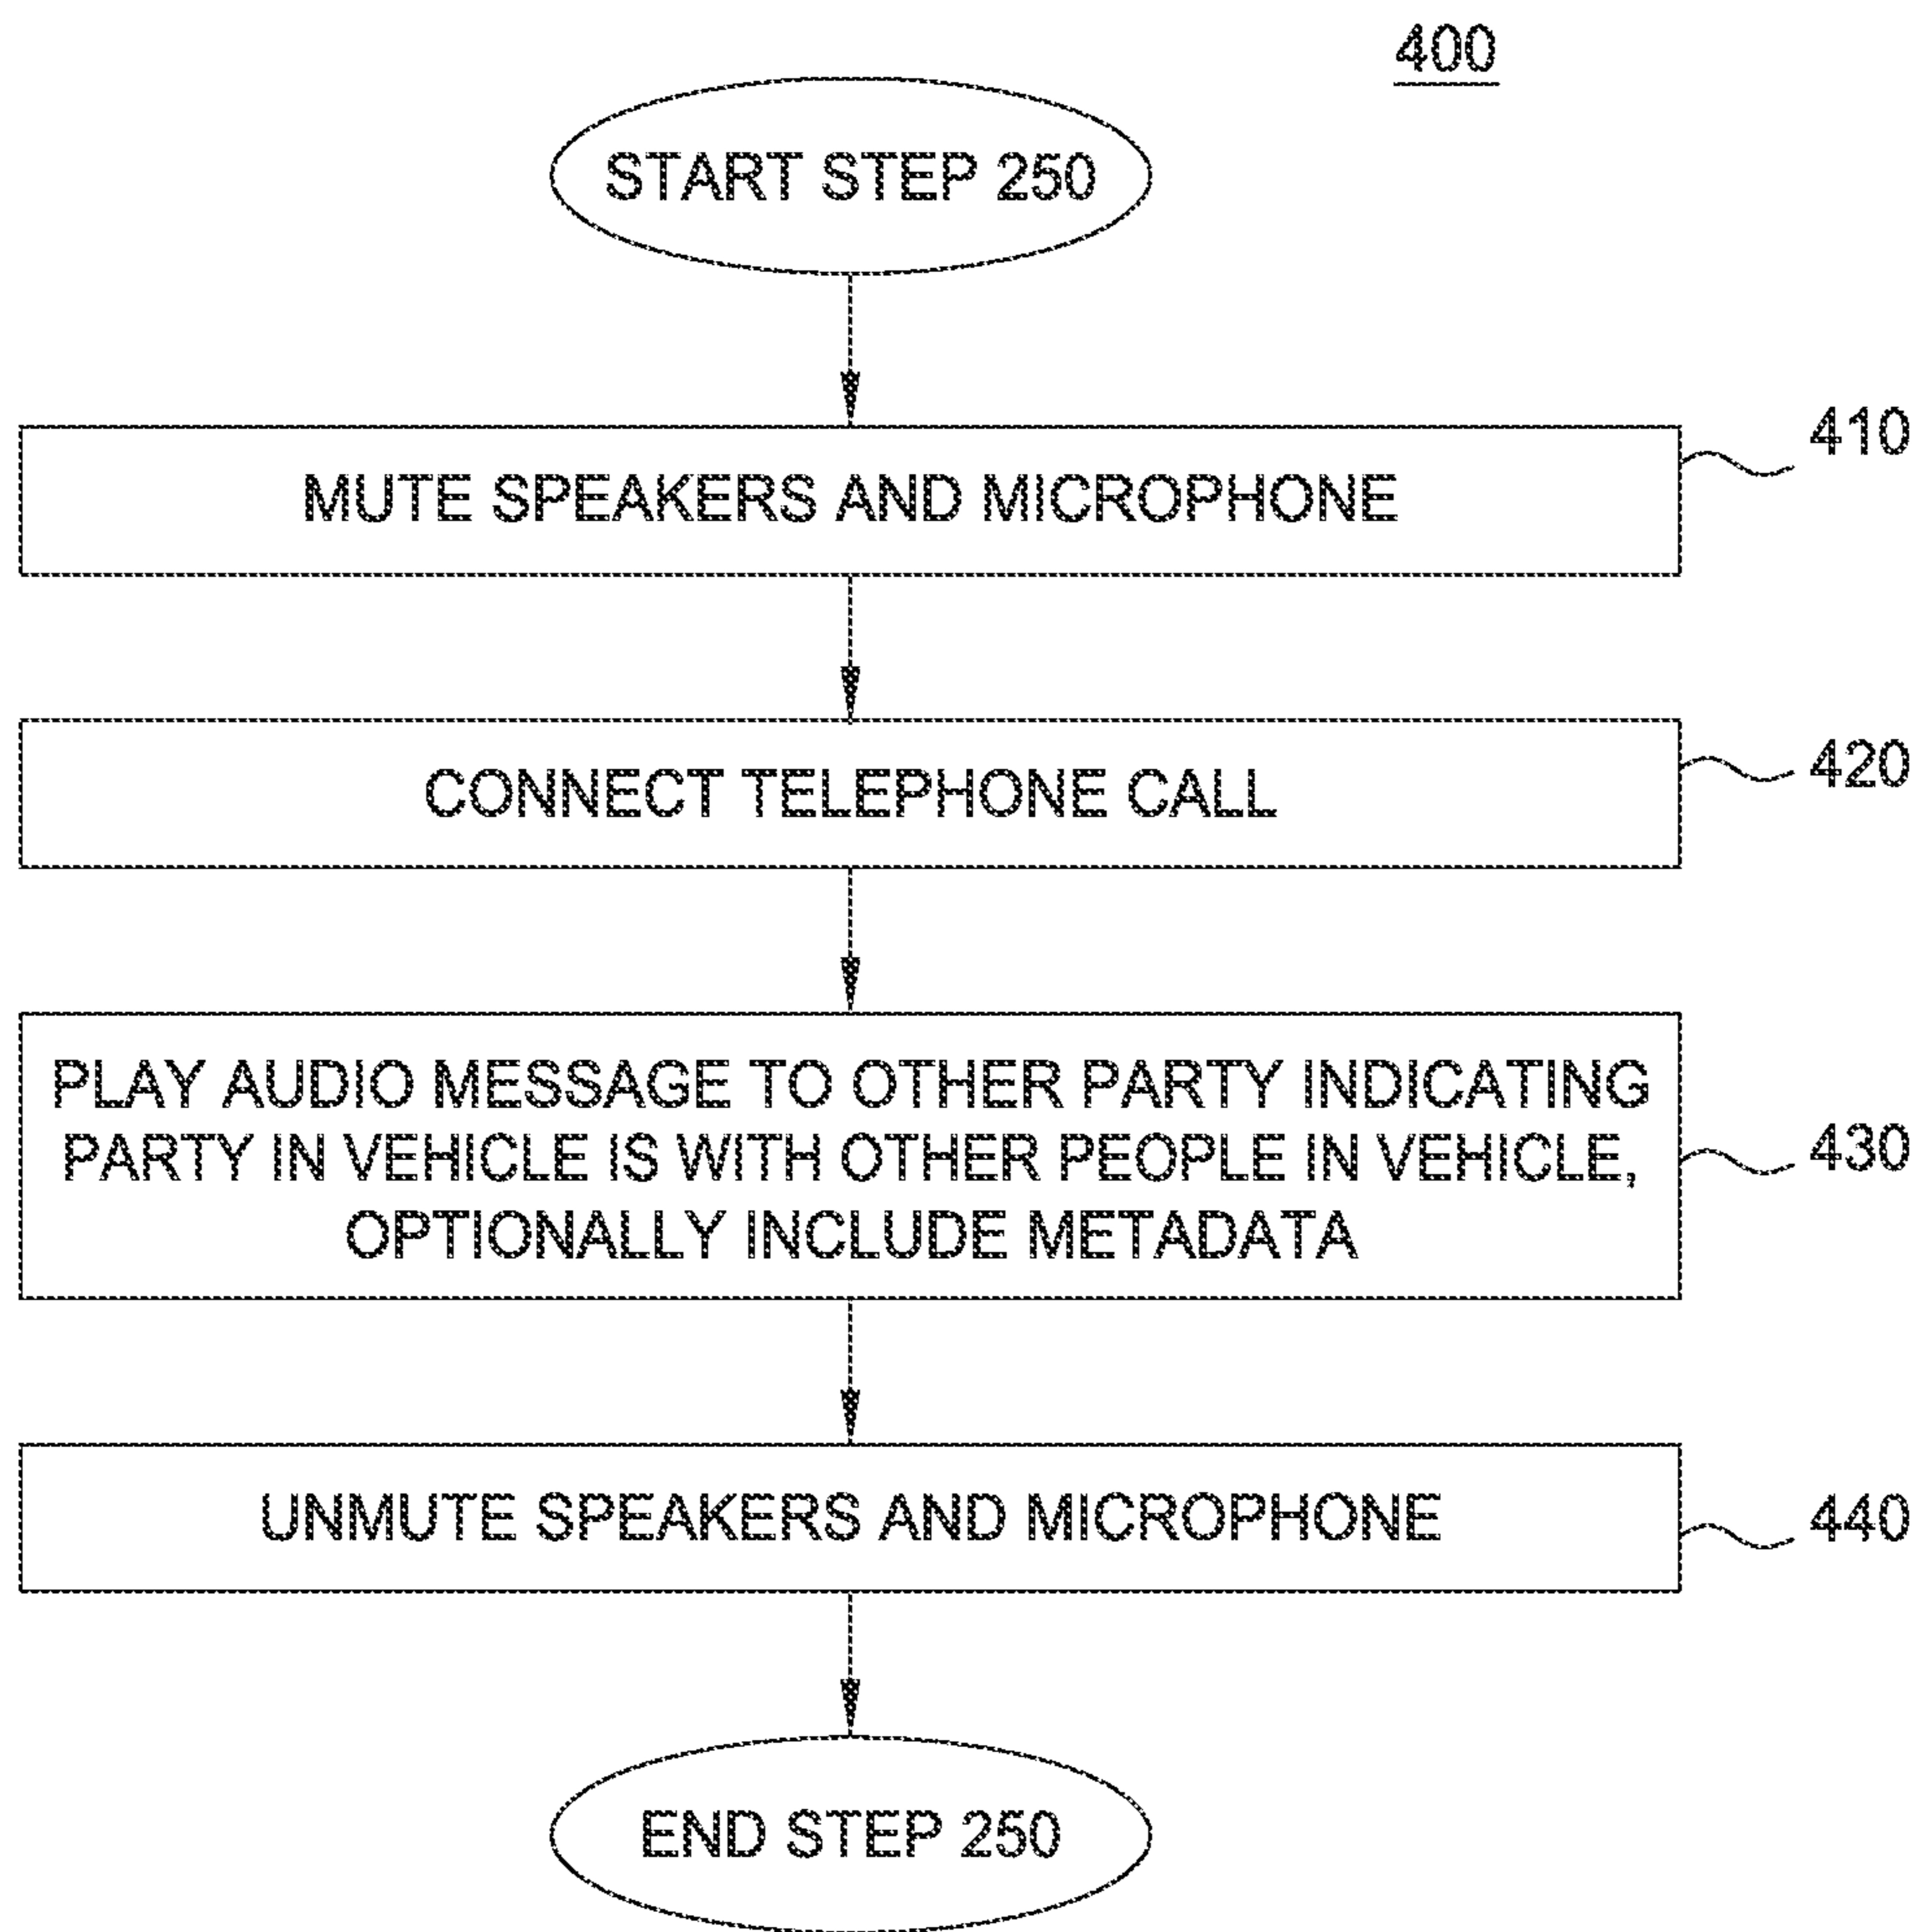 400
START STEP 250
MUTE SPEAKERS AND MICROPHONE
410
CONNECT TELEPHONE CALL
420
PLAY AUDIO MESSAGE TO OTHER PARTY INDICATING
PARTY IN VEHICLE IS WITH OTHER PEOPLE IN VEHICLE,
OPTIONALLY INCLUDE METADATA
430
UNMUTE SPEAKERS AND MICROPHONE
440
END STEP 250